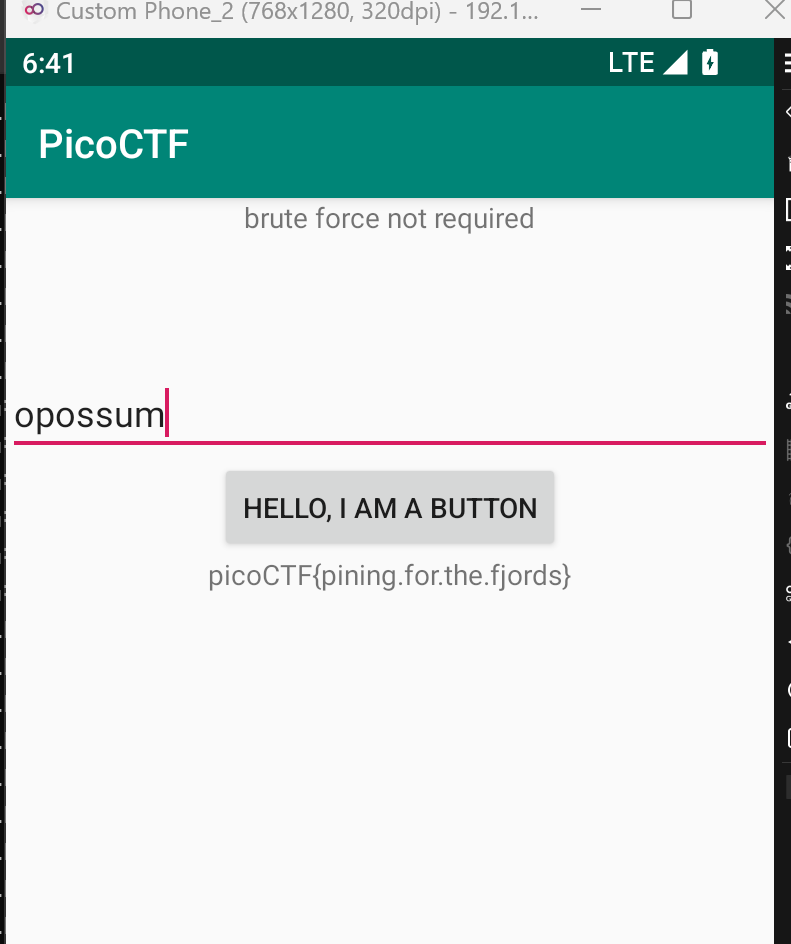 Custom Phone_2 (768x1280, 320dpi) - 192.1...
6:41 LTE
PicoCTF
brute force not required
opossum
HELLO, I AM A BUTTON
picoCTF{pining.for.the.fjords}